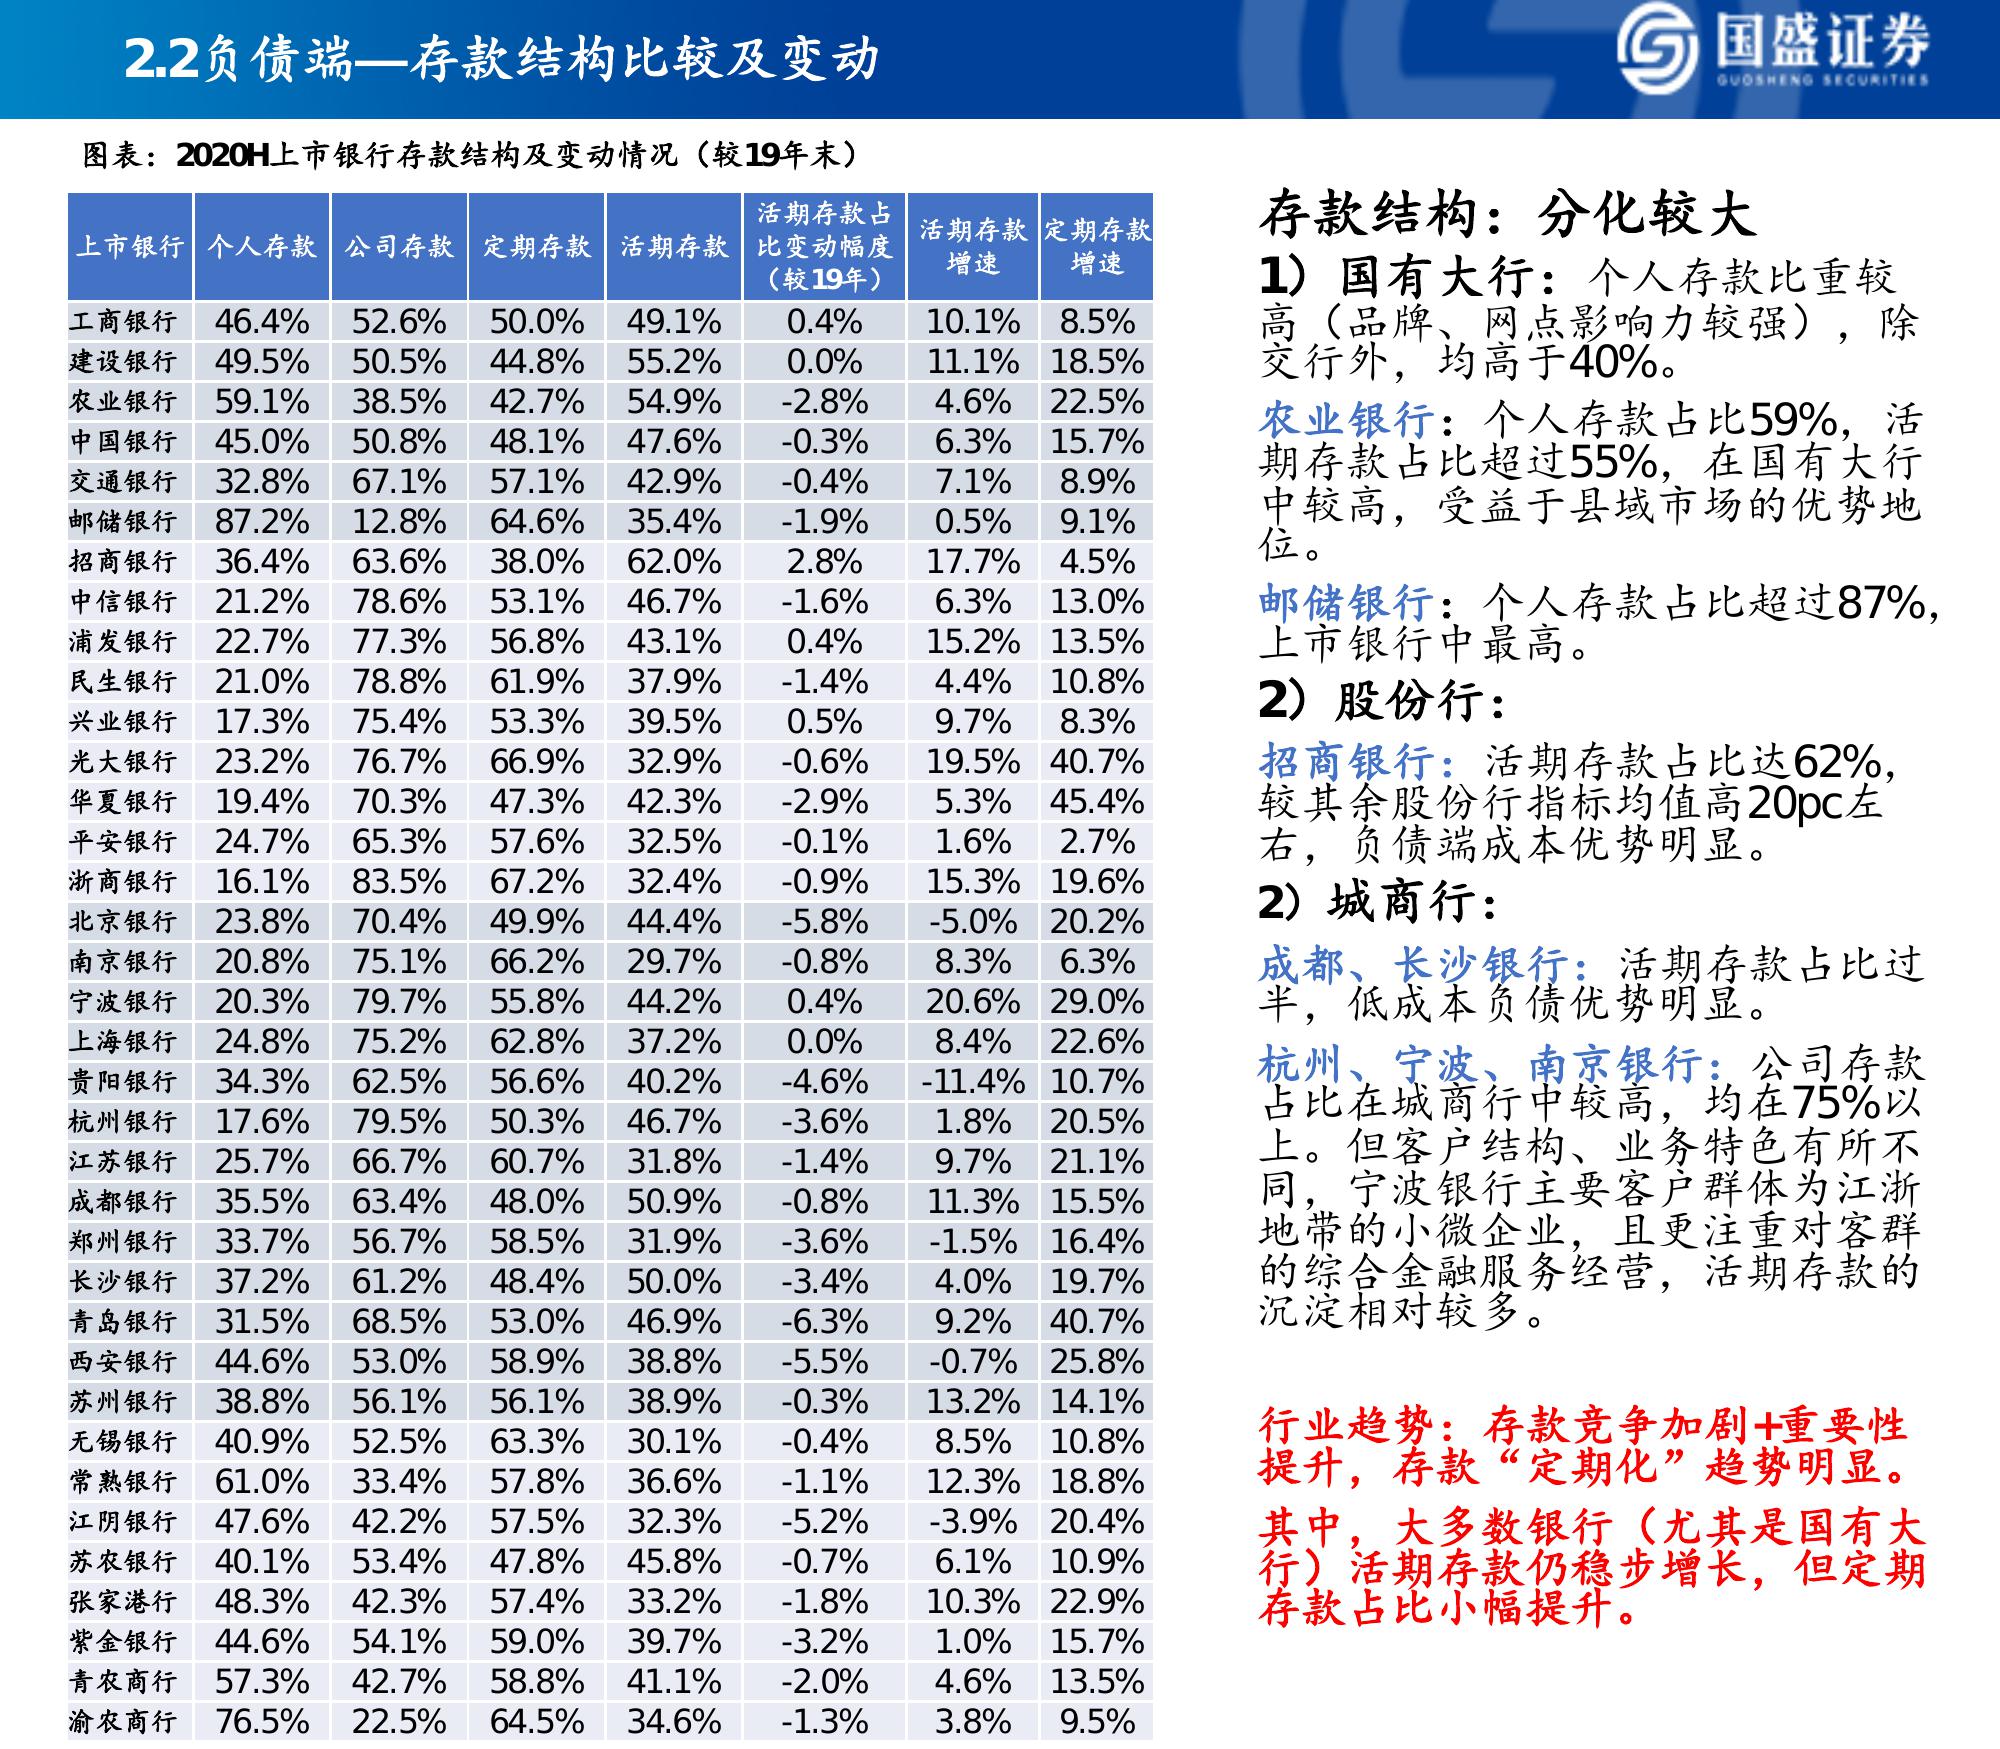 2.2负债端—存款结构比较及变动
国盛证券
GUOSHENG SECURITIES
图表：2020H上市银行存款结构及变动情况（较19年末）
上市银行 个人存款 公司存款 定期存款 活期存款 活期存款占比变动幅度（较19年） 活期存款增速 定期存款增速
工商银行 46.4% 52.6% 50.0% 49.1% 0.4% 10.1% 8.5%
建设银行 49.5% 50.5% 44.8% 55.2% 0.0% 11.1% 18.5%
农业银行 59.1% 38.5% 42.7% 54.9% -2.8% 4.6% 22.5%
中国银行 45.0% 50.8% 48.1% 47.6% -0.3% 6.3% 15.7%
交通银行 32.8% 67.1% 57.1% 42.9% -0.4% 7.1% 8.9%
邮储银行 87.2% 12.8% 64.6% 35.4% -1.9% 0.5% 9.1%
招商银行 36.4% 63.6% 38.0% 62.0% 2.8% 17.7% 4.5%
中信银行 21.2% 78.6% 53.1% 46.7% -1.6% 6.3% 13.0%
浦发银行 22.7% 77.3% 56.8% 43.1% 0.4% 15.2% 13.5%
民生银行 21.0% 78.8% 61.9% 37.9% -1.4% 4.4% 10.8%
兴业银行 17.3% 75.4% 53.3% 39.5% 0.5% 9.7% 8.3%
光大银行 23.2% 76.7% 66.9% 32.9% -0.6% 19.5% 40.7%
华夏银行 19.4% 70.3% 47.3% 42.3% -2.9% 5.3% 45.4%
平安银行 24.7% 65.3% 57.6% 32.5% -0.1% 1.6% 2.7%
浙商银行 16.1% 83.5% 67.2% 32.4% -0.9% 15.3% 19.6%
北京银行 23.8% 70.4% 49.9% 44.4% -5.8% -5.0% 20.2%
南京银行 20.8% 75.1% 66.2% 29.7% -0.8% 8.3% 6.3%
宁波银行 20.3% 79.7% 55.8% 44.2% 0.4% 20.6% 29.0%
上海银行 24.8% 75.2% 62.8% 37.2% 0.0% 8.4% 22.6%
贵阳银行 34.3% 62.5% 56.6% 40.2% -4.6% -11.4% 10.7%
杭州银行 17.6% 79.5% 50.3% 46.7% -3.6% 1.8% 20.5%
江苏银行 25.7% 66.7% 60.7% 31.8% -1.4% 9.7% 21.1%
成都银行 35.5% 63.4% 48.0% 50.9% -0.8% 11.3% 15.5%
郑州银行 33.7% 56.7% 58.5% 31.9% -3.6% -1.5% 16.4%
长沙银行 37.2% 61.2% 48.4% 50.0% -3.4% 4.0% 19.7%
青岛银行 31.5% 68.5% 53.0% 46.9% -6.3% 9.2% 40.7%
西安银行 44.6% 53.0% 58.9% 38.8% -5.5% -0.7% 25.8%
苏州银行 38.8% 56.1% 56.1% 38.9% -0.3% 13.2% 14.1%
无锡银行 40.9% 52.5% 63.3% 30.1% -0.4% 8.5% 10.8%
常熟银行 61.0% 33.4% 57.8% 36.6% -1.1% 12.3% 18.8%
江阴银行 47.6% 42.2% 57.5% 32.3% -5.2% -3.9% 20.4%
苏农银行 40.1% 53.4% 47.8% 45.8% -0.7% 6.1% 10.9%
张家港行 48.3% 42.3% 57.4% 33.2% -1.8% 10.3% 22.9%
紫金银行 44.6% 54.1% 59.0% 39.7% -3.2% 1.0% 15.7%
青农商行 57.3% 42.7% 58.8% 41.1% -2.0% 4.6% 13.5%
渝农商行 76.5% 22.5% 64.5% 34.6% -1.3% 3.8% 9.5%
存款结构：分化较大
1）国有大行：个人存款比重较
高（品牌、网点影响力较强），除
交行外，均高于40%。
农业银行：个人存款占比59%，活
期存款占比超过55%，在国有大行
中较高，受益于县域市场的优势地
位。
邮储银行：个人存款占比超过87%，
上市银行中最高。
2）股份行：
招商银行：活期存款占比达62%，
较其余股份行指标均值高20pc左
右，负债端成本优势明显。
2）城商行：
成都、长沙银行：活期存款占比过
半，低成本负债优势明显。
杭州、宁波、南京银行：公司存款
占比在城商行中较高，均在75%以
上。但客户结构、业务特色有所不
同，宁波银行主要客户群体为江浙
地带的小微企业，且更注重对客群
的综合金融服务经营，活期存款的
沉淀相对较多。
行业趋势：存款竞争加剧+重要性
提升，存款“定期化”趋势明显。
其中，大多数银行（尤其是国有大
行）活期存款仍稳步增长，但定期
存款占比小幅提升。